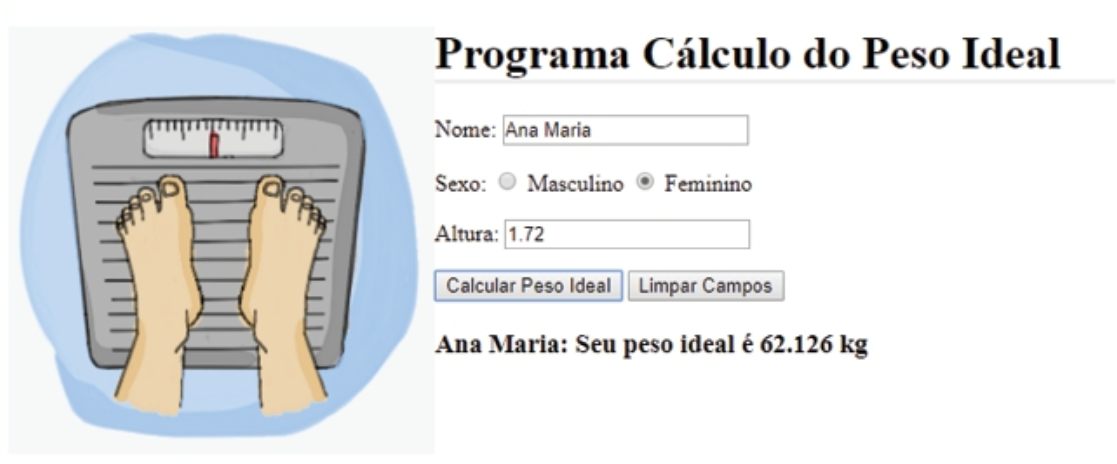 Programa Cálculo do Peso Ideal
Nome: Ana Maria
Sexo: Masculino Feminino
Altura: 1.72
Calcular Peso Ideal Limpar Campos
Ana Maria: Seu peso ideal é 62.126 kg